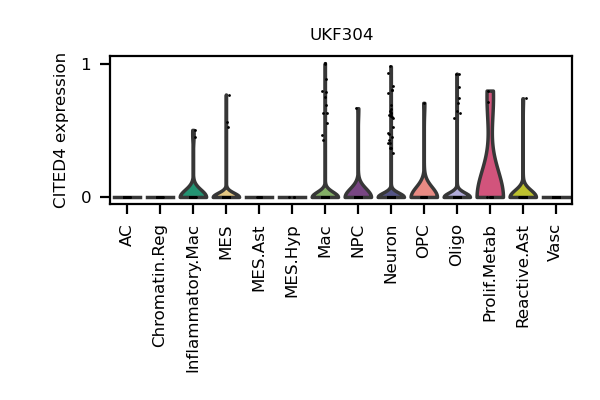 UKF304
CITED4 expression
1
0
AC
Chromatin.Reg
Inflammatory.Mac
MES
MES.Ast
MES.Hyp
Mac
NPC
Neuron
OPC
Oligo
Prolif.Metab
Reactive.Ast
Vasc